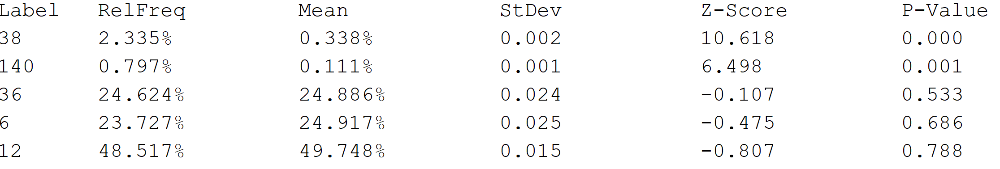 Label RelFreq Mean StDev Z-Score P-Value
38 2.335% 0.338% 0.002 10.618 0.000
140 0.797% 0.111% 0.001 6.498 0.001
36 24.624% 24.886% 0.024 -0.107 0.533
6 23.727% 24.917% 0.025 -0.475 0.686
12 48.517% 49.748% 0.015 -0.807 0.788